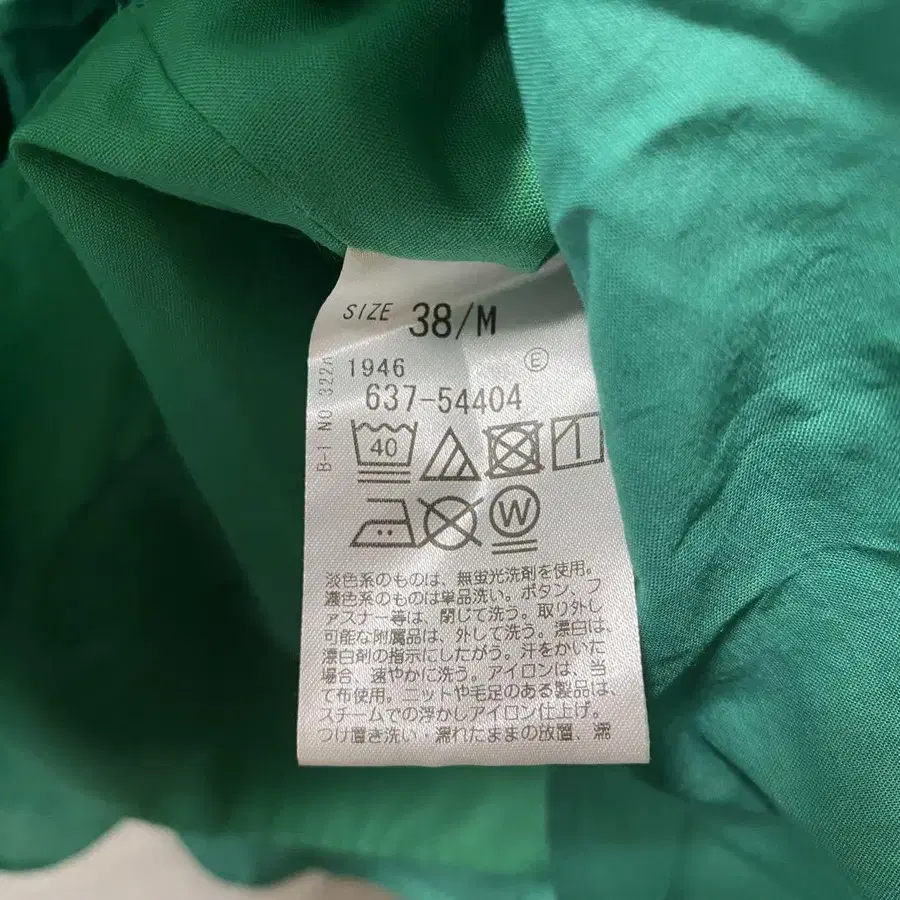 SIZE 38/M
E
1946
637-54404
B-1 NO 322A
40
W
淡色系のものは、無蛍光洗剤を使用。
濃色系のものは単品洗い。ボタン、フ
ァスナー等は、閉じて洗う。取り外し
可能な附属品は、外して洗う。漂白は、
漂白剤の指示にしたがう。汗をかいた
場合、速やかに洗う。アイロンは、当
て布使用。ニットや毛足のある製品は、
スチームでの浮かしアイロン仕上げ。
つけ置き洗い・濡れたままの放置、濡